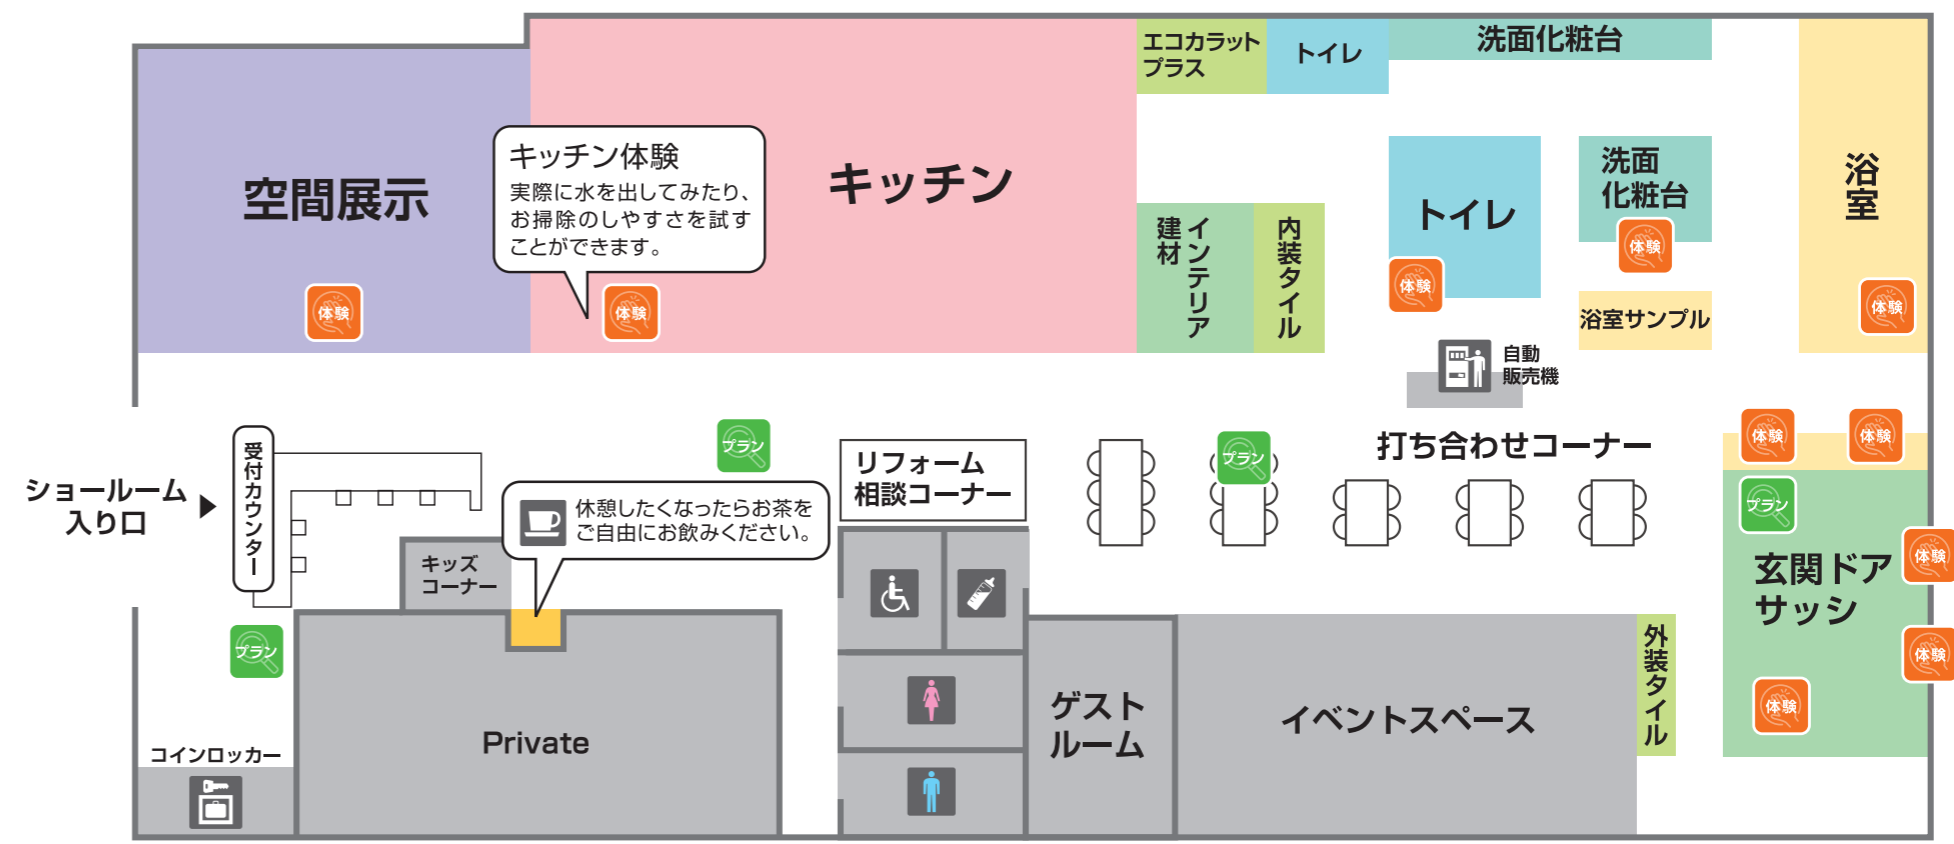 エコカラット
プラス
トイレ
洗面化粧台
空間展示
キッチン体験
実際に水を出してみたり、
お掃除のしやすさを試す
ことができます。
キッチン
インテリア
建材
内装タイル
トイレ
洗面
化粧台
浴室
体験
体験
体験
体験
体験
浴室サンプル
自動
販売機
ショールーム
入り口
受付カウンター
プラン
リフォーム
相談コーナー
プラン
打ち合わせコーナー
体験
体験
プラン
休憩したくなったらお茶を
ご自由にお飲みください。
キッズ
コーナー
玄関ドア
サッシ
体験
体験
体験
プラン
外装タイル
コインロッカー
Private
ゲスト
ルーム
イベントスペース